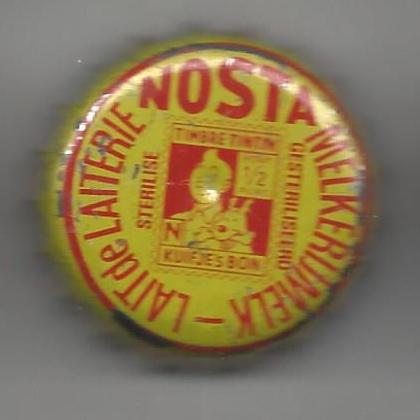 NOSTA
LAIT de LAITERIE
MELKERIJMELK
STERILISE
GESTERILISEERD
TIMBRE TINTIN
1/2
N
KUIFJES BON